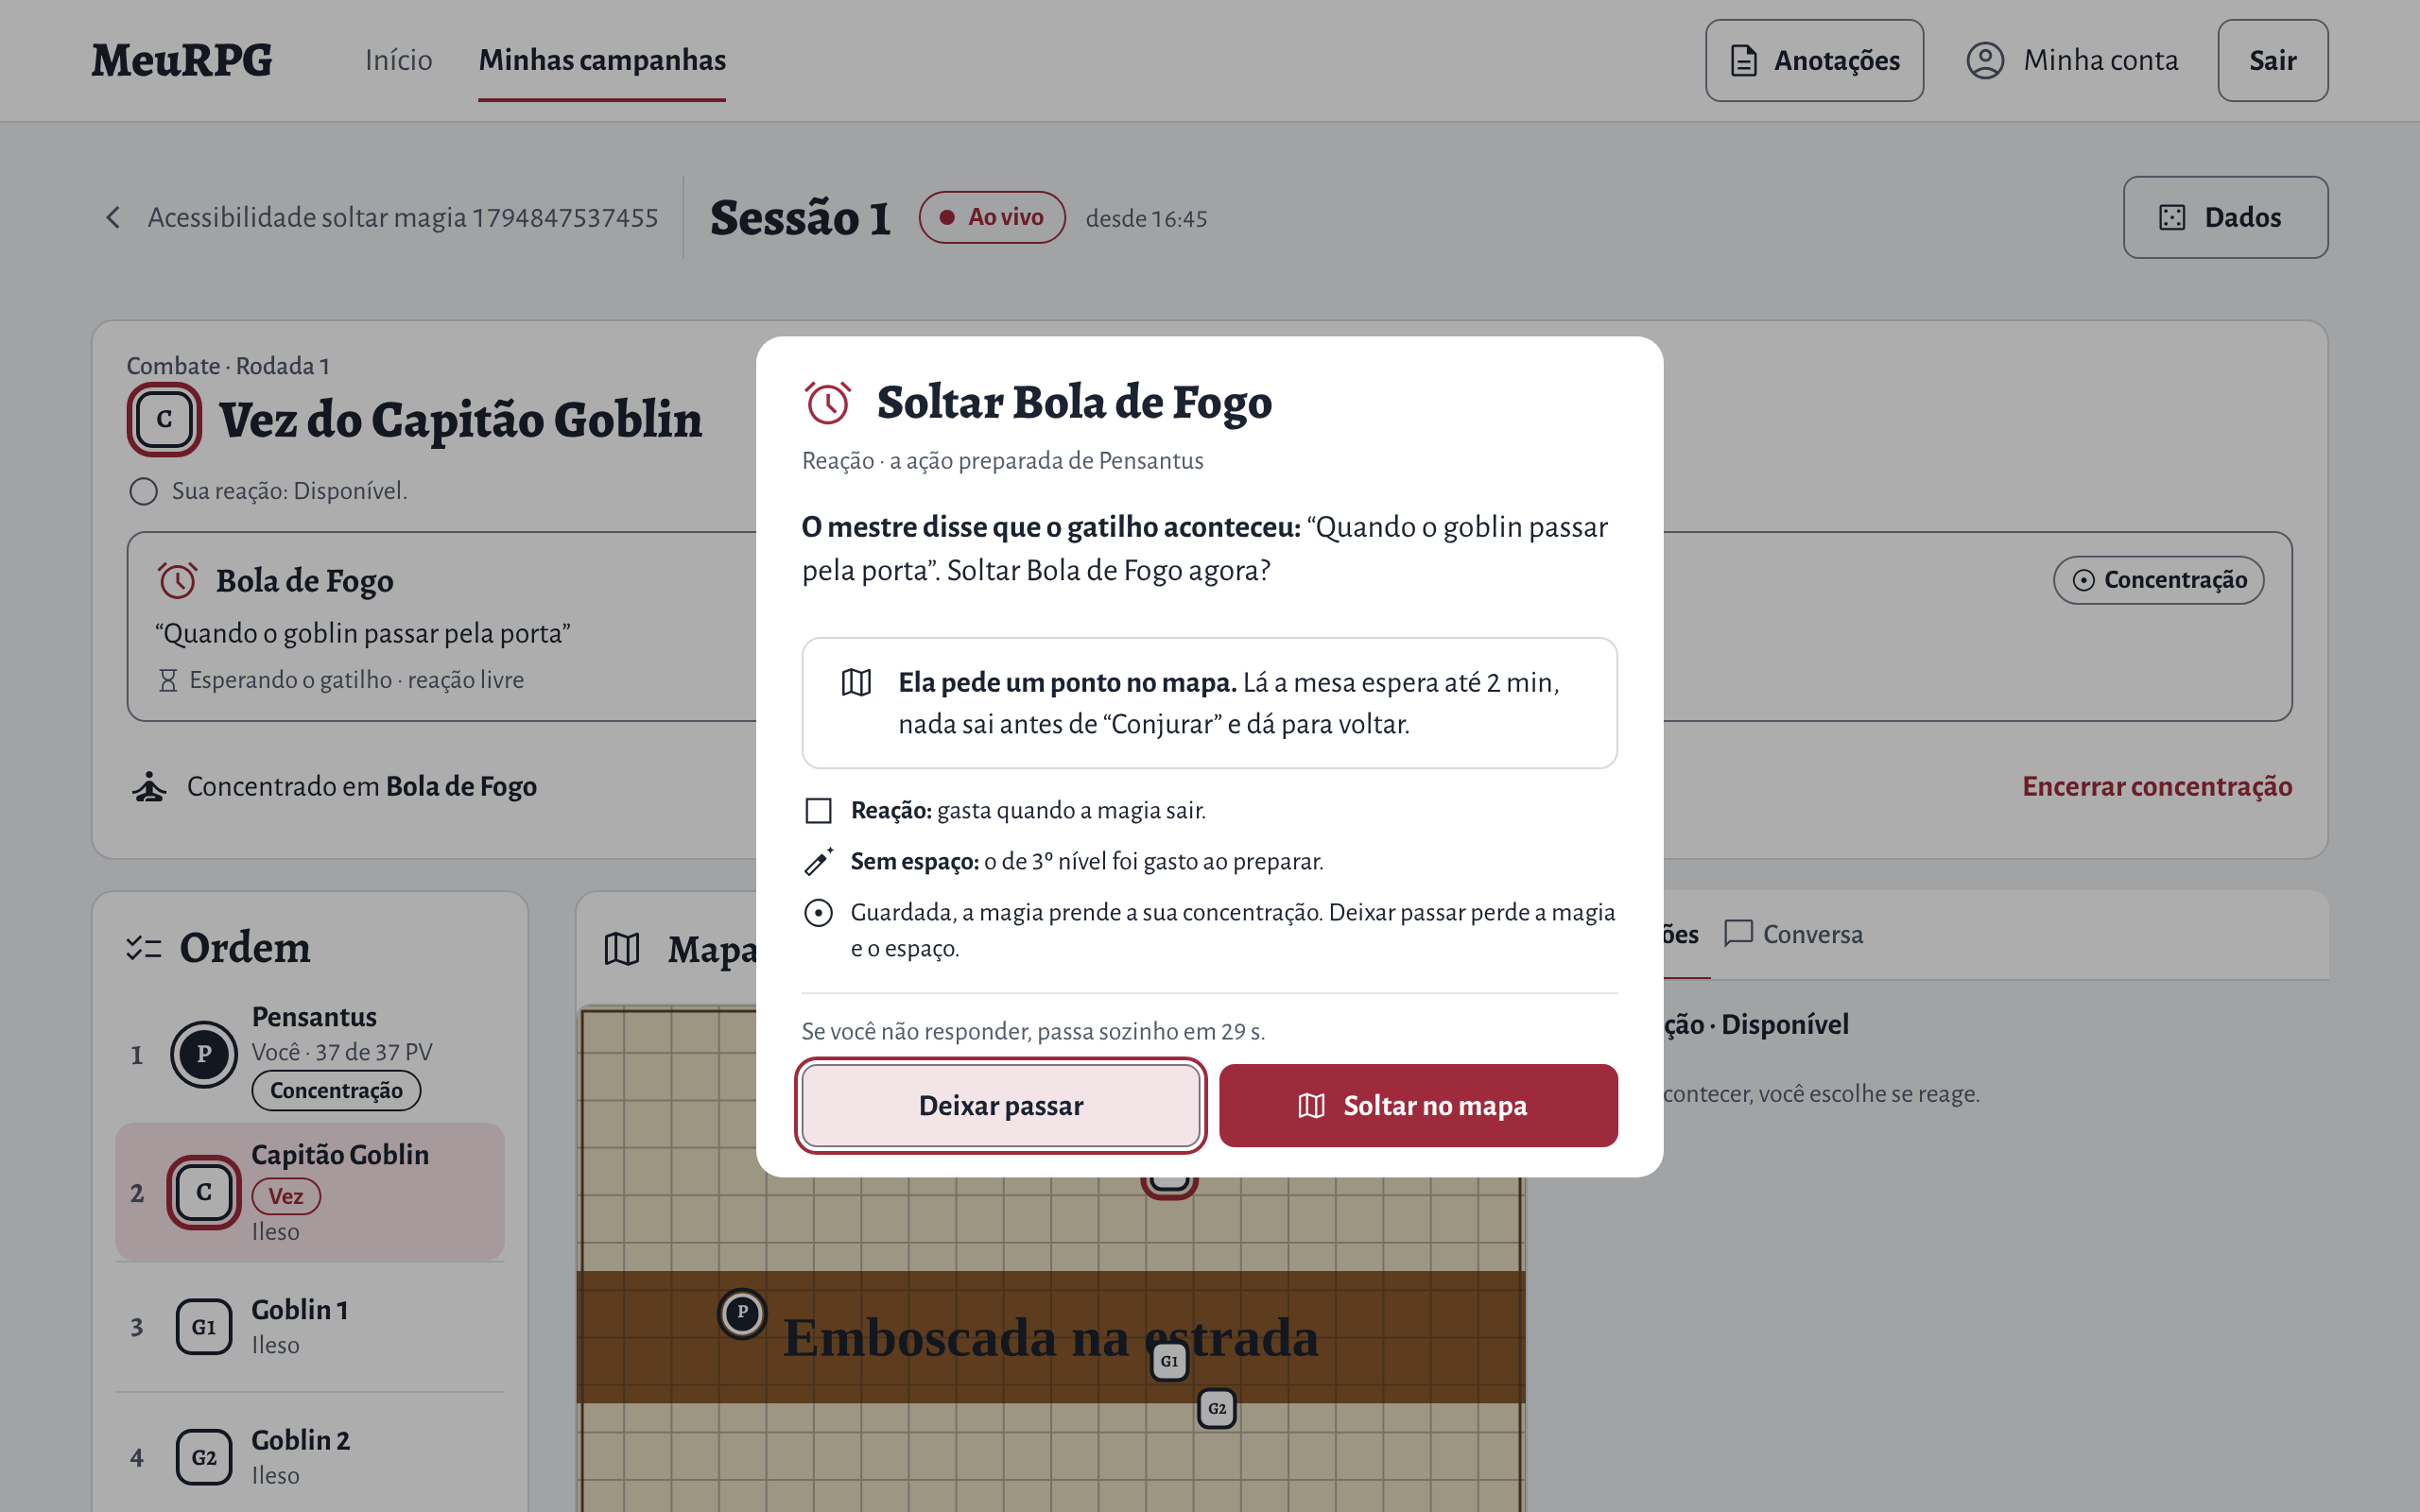 MeuRPG
Início
Minhas campanhas
Anotações
Minha conta
Sair
Acessibilidade soltar magia 1794847537455
Sessão 1
Ao vivo
desde 16:45
Dados
Combate · Rodada 1
C
Vez do Capitão Goblin
Sua reação: Disponível.
Bola de Fogo
Concentração
“Quando o goblin passar pela porta”
Esperando o gatilho · reação livre
Concentrado em Bola de Fogo
Encerrar concentração
Soltar Bola de Fogo
Reação · a ação preparada de Pensantus
O mestre disse que o gatilho aconteceu: “Quando o goblin passar
pela porta”. Soltar Bola de Fogo agora?
Ela pede um ponto no mapa. Lá a mesa espera até 2 min,
nada sai antes de “Conjurar” e dá para voltar.
Reação: gasta quando a magia sair.
Sem espaço: o de 3º nível foi gasto ao preparar.
Guardada, a magia prende a sua concentração. Deixar passar perde a magia
e o espaço.
Se você não responder, passa sozinho em 29 s.
Deixar passar
Soltar no mapa
Ordem
1
P
Pensantus
Você · 37 de 37 PV
Concentração
2
C
Capitão Goblin
Vez
Ileso
3
G1
Goblin 1
Ileso
4
G2
Goblin 2
Ileso
Mapa
P
Emboscada na estrada
G1
G2
ões
Conversa
ção · Disponível
contecer, você escolhe se reage.